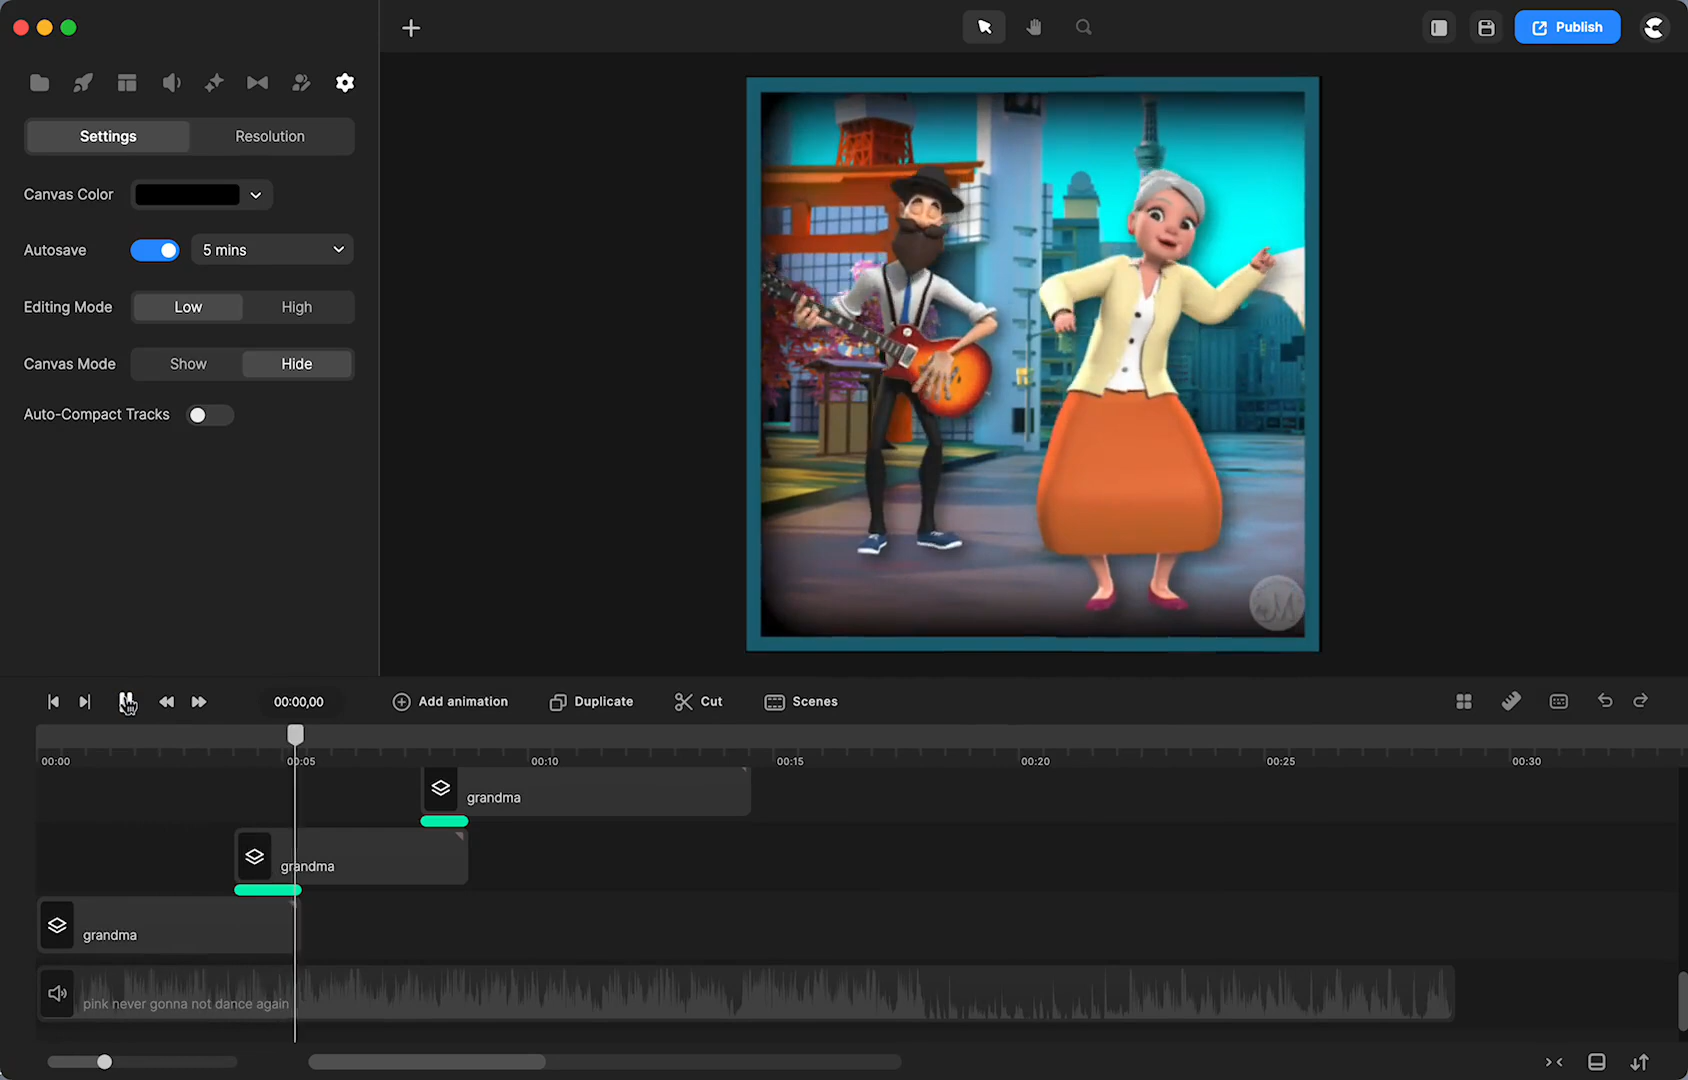 Publish
Settings
Resolution
Canvas Color
Autosave
5 mins
Editing Mode
Low
High
Canvas Mode
Show
Hide
Auto-Compact Tracks
00:00,00
Add animation
Duplicate
Cut
Scenes
00:00
00:05
00:10
00:15
00:20
00:25
00:30
grandma
grandma
grandma
pink never gonna not dance again